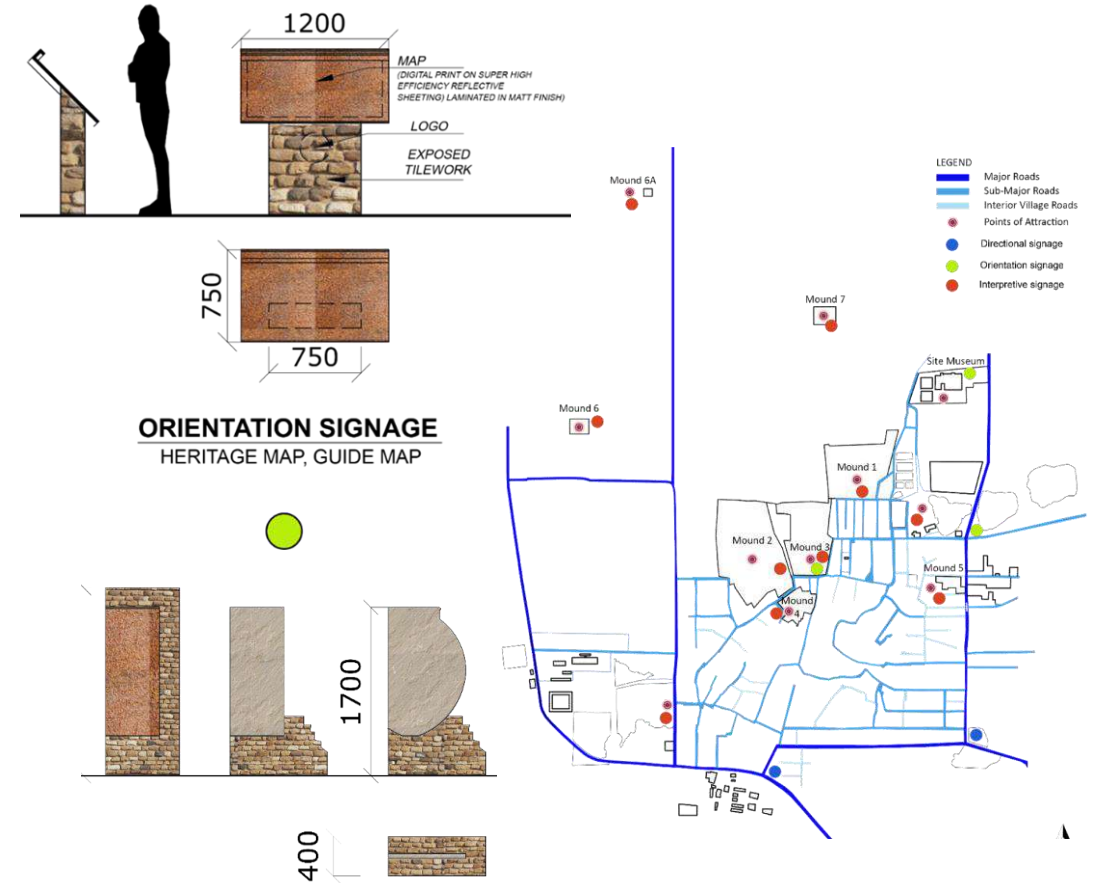 1200
MAP
(DIGITAL PRINT ON SUPER HIGH
EFFICIENCY REFLECTIVE
SHEETING) LAMINATED IN MATT FINISH)
LOGO
EXPOSED
TILEWORK
750
750
ORIENTATION SIGNAGE
HERITAGE MAP, GUIDE MAP
1700
400
LEGEND
Major Roads
Sub-Major Roads
Interior Village Roads
Points of Attraction
Directional signage
Orientation signage
Interpretive signage
Mound 6A
Mound 7
Site Museum
Mound 6
Mound 1
Mound 2
Mound 3
Mound 5
Mound
4